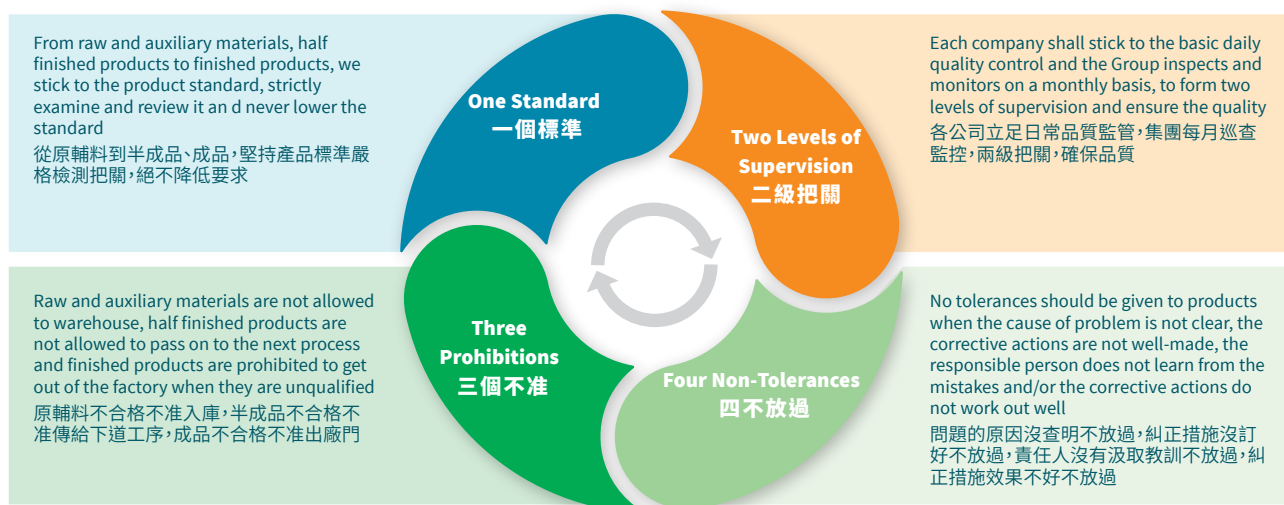 From raw and auxiliary materials, half
finished products to finished products, we
stick to the product standard, strictly
examine and review it an d never lower the
standard
從原輔料到半成品、成品,堅持產品標準嚴
格檢測把關,絕不降低要求
One Standard
一個標準
Two Levels of
Supervision
二級把關
Each company shall stick to the basic daily
quality control and the Group inspects and
monitors on a monthly basis, to form two
levels of supervision and ensure the quality
各公司立足日常品質監管,集團每月巡查
監控,兩級把關,確保品質
Raw and auxiliary materials are not allowed
to warehouse, half finished products are
not allowed to pass on to the next process
and finished products are prohibited to get
out of the factory when they are unqualified
原輔料不合格不准入庫,半成品不合格不
准傳給下道工序,成品不合格不准出廠門
Three
Prohibitions
三個不准
Four Non-Tolerances
四不放過
No tolerances should be given to products
when the cause of problem is not clear, the
corrective actions are not well-made, the
responsible person does not learn from the
mistakes and/or the corrective actions do
not work out well
問題的原因沒查明不放過,糾正措施沒訂
好不放過,責任人沒有汲取教訓不放過,糾
正措施效果不好不放過